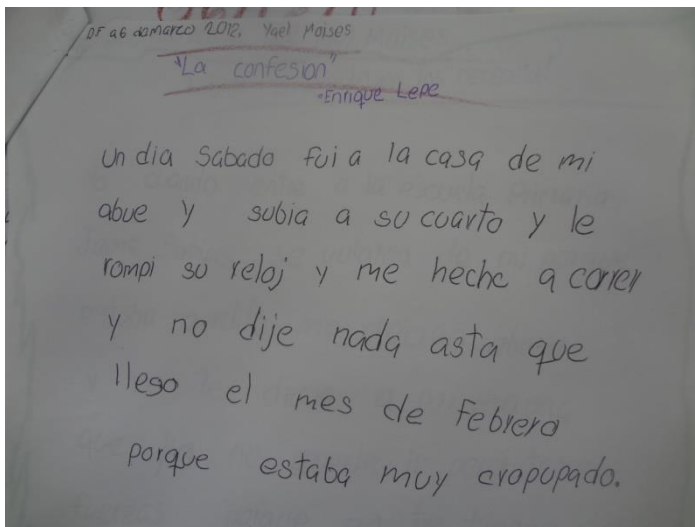 DF a 6 de marzo 2012, Yael Moises
"La confesion"
-Enrique Lepe
un dia Sabado fui a la casa de mi
abue y subia a su cuarto y le
rompi su reloj y me heche a correr
y no dije nada asta que
llego el mes de febrero
porque estaba muy cropupado.